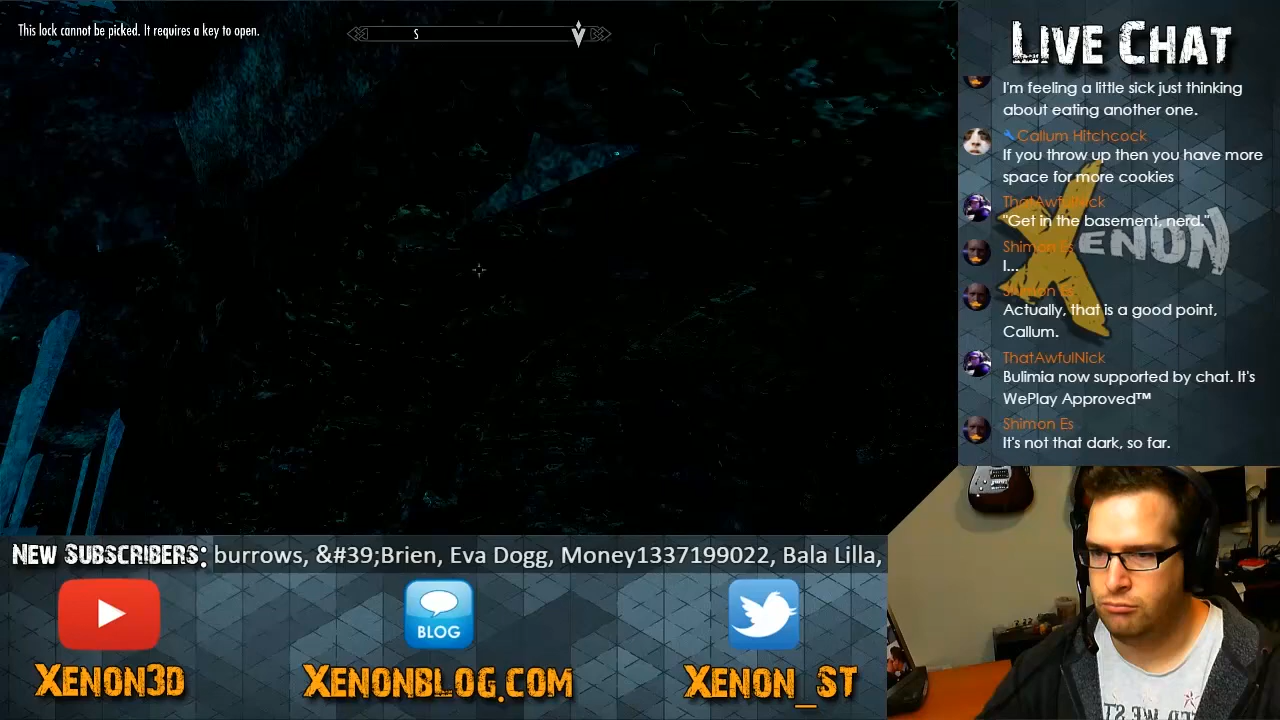 This lock cannot be picked. It requires a key to open.
S
LIVE CHAT
I'm feeling a little sick just thinking
about eating another one.
Callum Hitchcock
If you throw up then you have more
space for more cookies
ThatAwfulNick
"Get in the basement, nerd."
Shimon Es
I...
Shimon Es
Actually, that is a good point,
Callum.
ThatAwfulNick
Bulimia now supported by chat. It's
WePlay Approved™
Shimon Es
It's not that dark, so far.
XENON
NEW SUBSCRIBERS: burrows, &#39;Brien, Eva Dogg, Money1337199022, Bala Lilla,
BLOG
XENON3D
XENONBLOG.COM
XENON_ST